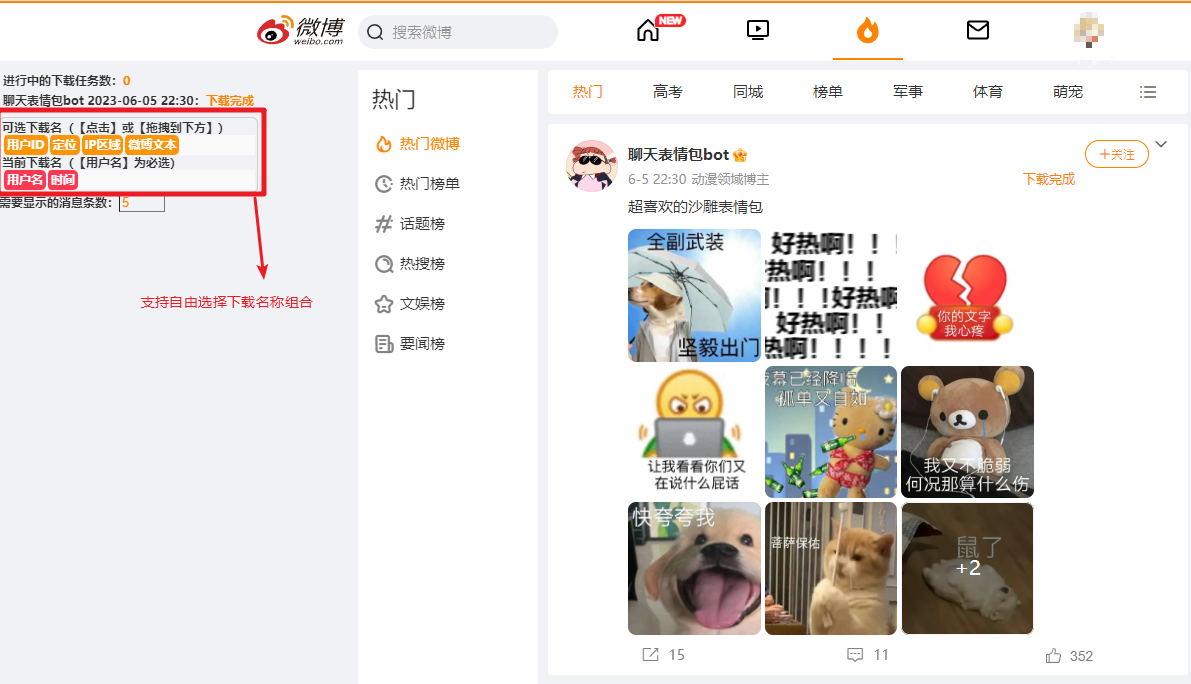 微博
weibo.com
搜索微博
NEW
进行中的下载任务数：0
聊天表情包bot 2023-06-05 22:30：下载完成
可选下载名（【点击】或【拖拽到下方】）
用户ID 定位 IP区域 微博文本
当前下载名（【用户名】为必选）
用户名 时间
需要显示的消息条数：5
支持自由选择下载名称组合
热门
热门微博
热门榜单
话题榜
热搜榜
文娱榜
要闻榜
热门 高考 同城 榜单 军事 体育 萌宠
聊天表情包bot
+关注
6-5 22:30 动漫领域博主
下载完成
超喜欢的沙雕表情包
全副武装
坚毅出门
好热啊！！！
热啊！！！
！！！好热啊
好热啊！！
热啊！！！！
你的文字
我心疼
让我看看你们又
在说什么屁话
夜幕已经降临
孤单又自如
我又不脆弱
何况那算什么伤
快夸夸我
菩萨保佑
鼠了
+2
15
11
352